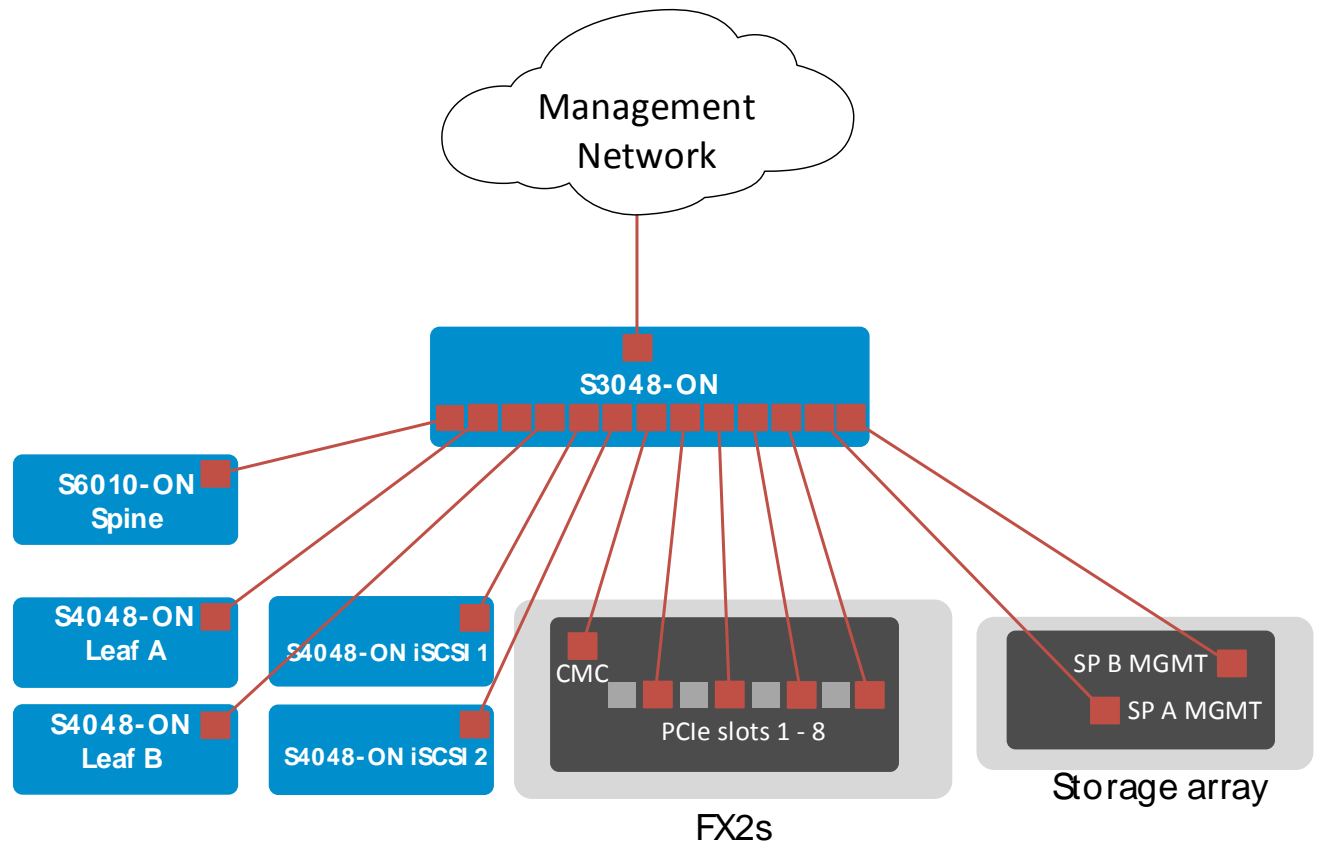 Management
Network
S3048-ON
S6010-ON
Spine
S4048-ON
Leaf A
S4048-ON iSCSI 1
S4048-ON
Leaf B
S4048-ON iSCSI 2
CMC
PCIe slots 1 - 8
SP B MGMT
SP A MGMT
Storage array
FX2s